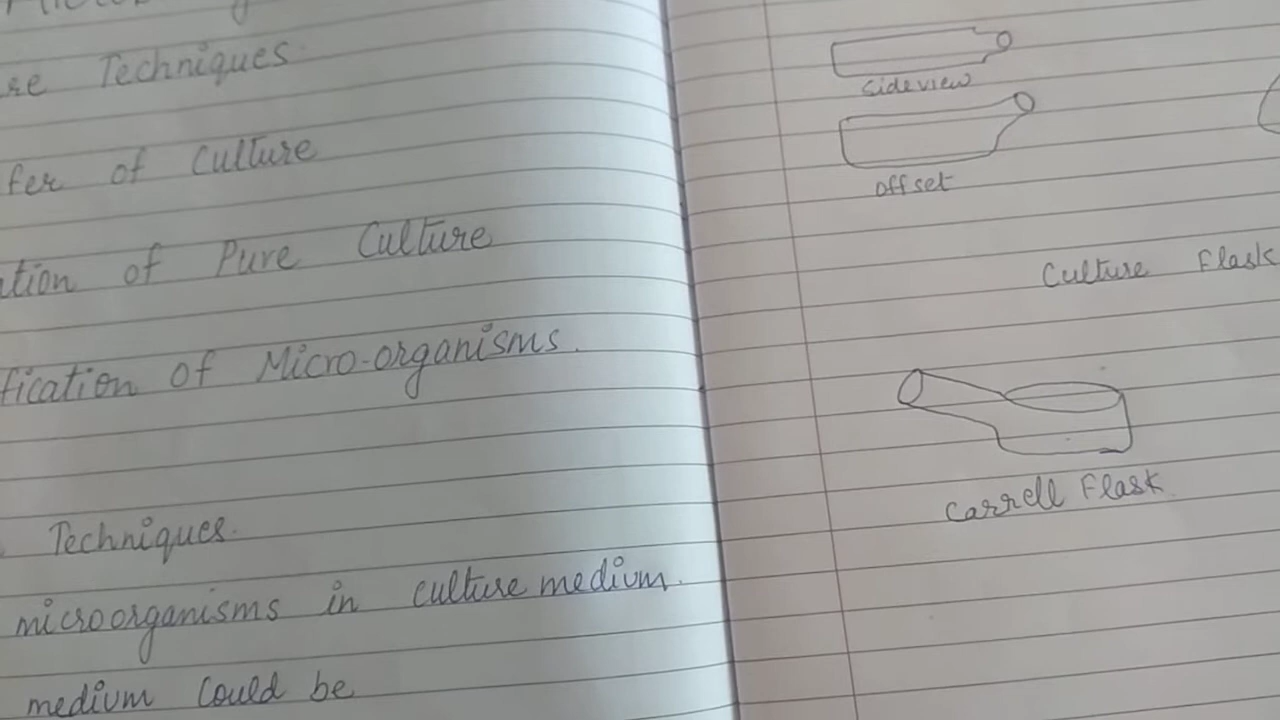 Techniques
of Culture
of Pure Culture
of Micro-organisms.
Techniques.
microorganisms in culture medium.
medium could be
sideview
offset
Culture Flask
Carrell Flask